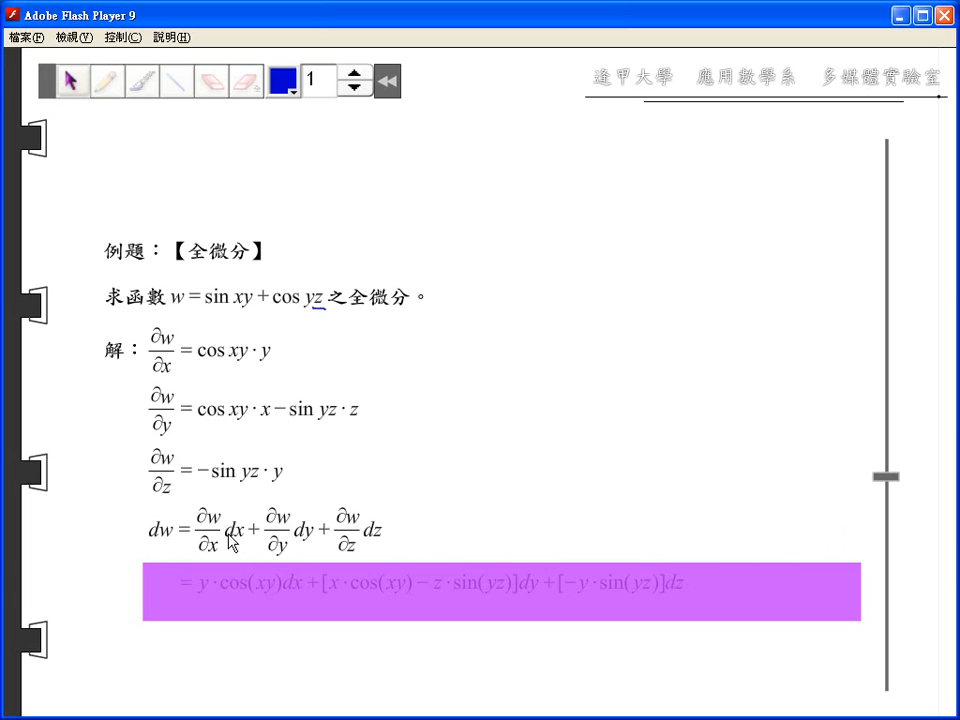 Adobe Flash Player 9
檔案(F) 檢視(V) 控制(C) 說明(H)
1
逢甲大學 應用數學系 多媒體實驗室
例題：【全微分】
求函數 w = sin xy + cos yz 之全微分。
解： ∂w/∂x = cos xy · y
∂w/∂y = cos xy · x − sin yz · z
∂w/∂z = − sin yz · y
dw = ∂w/∂x dx + ∂w/∂y dy + ∂w/∂z dz
= y · cos(xy)dx + [x · cos(xy) − z · sin(yz)]dy + [− y · sin(yz)]dz